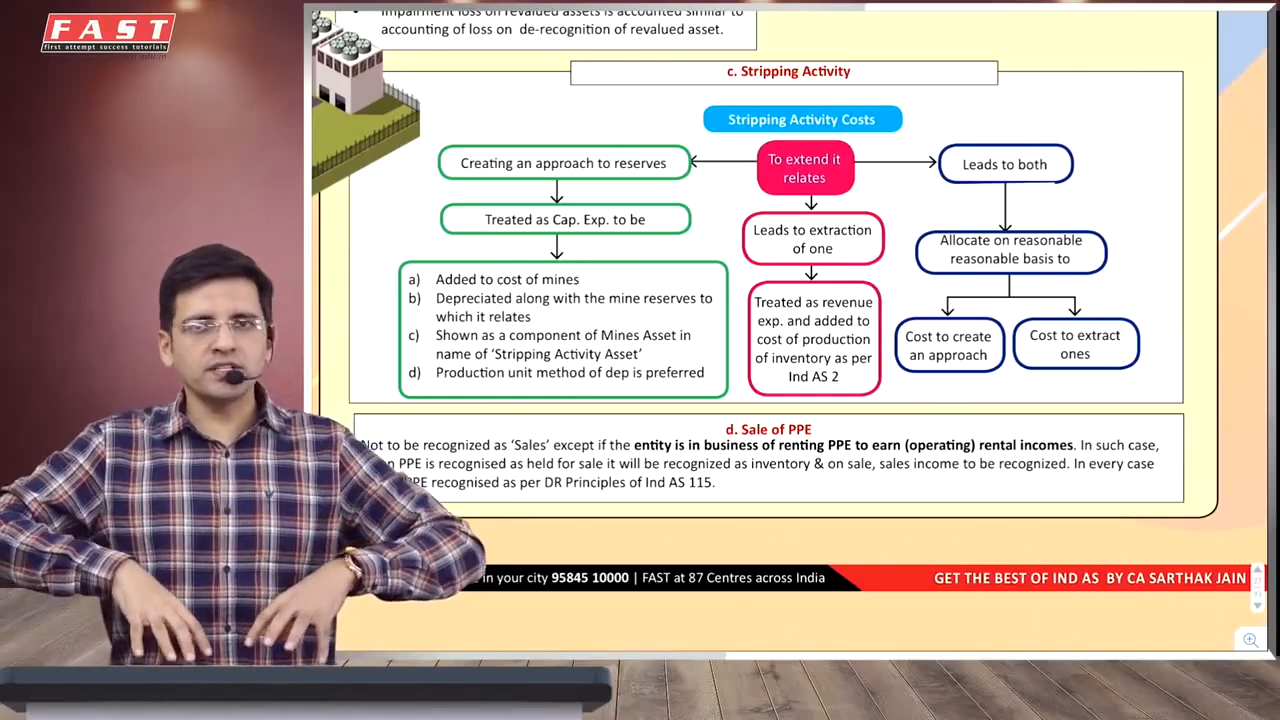 FAST
first attempt success tutorials
Impairment loss on revalued assets is accounted similar to
accounting of loss on de-recognition of revalued asset.
c. Stripping Activity
Stripping Activity Costs
Creating an approach to reserves
To extend it
relates
Leads to both
Treated as Cap. Exp. to be
Leads to extraction
of one
Allocate on reasonable
reasonable basis to
a) Added to cost of mines
b) Depreciated along with the mine reserves to
which it relates
c) Shown as a component of Mines Asset in
name of ‘Stripping Activity Asset’
d) Production unit method of dep is preferred
Treated as revenue
exp. and added to
cost of production
of inventory as per
Ind AS 2
Cost to create
an approach
Cost to extract
ones
d. Sale of PPE
Not to be recognized as ‘Sales’ except if the entity is in business of renting PPE to earn (operating) rental incomes. In such case,
PPE is recognised as held for sale it will be recognized as inventory & on sale, sales income to be recognized. In every case
PPE recognised as per DR Principles of Ind AS 115.
in your city 95845 10000 | FAST at 87 Centres across India
GET THE BEST OF IND AS BY CA SARTHAK JAIN